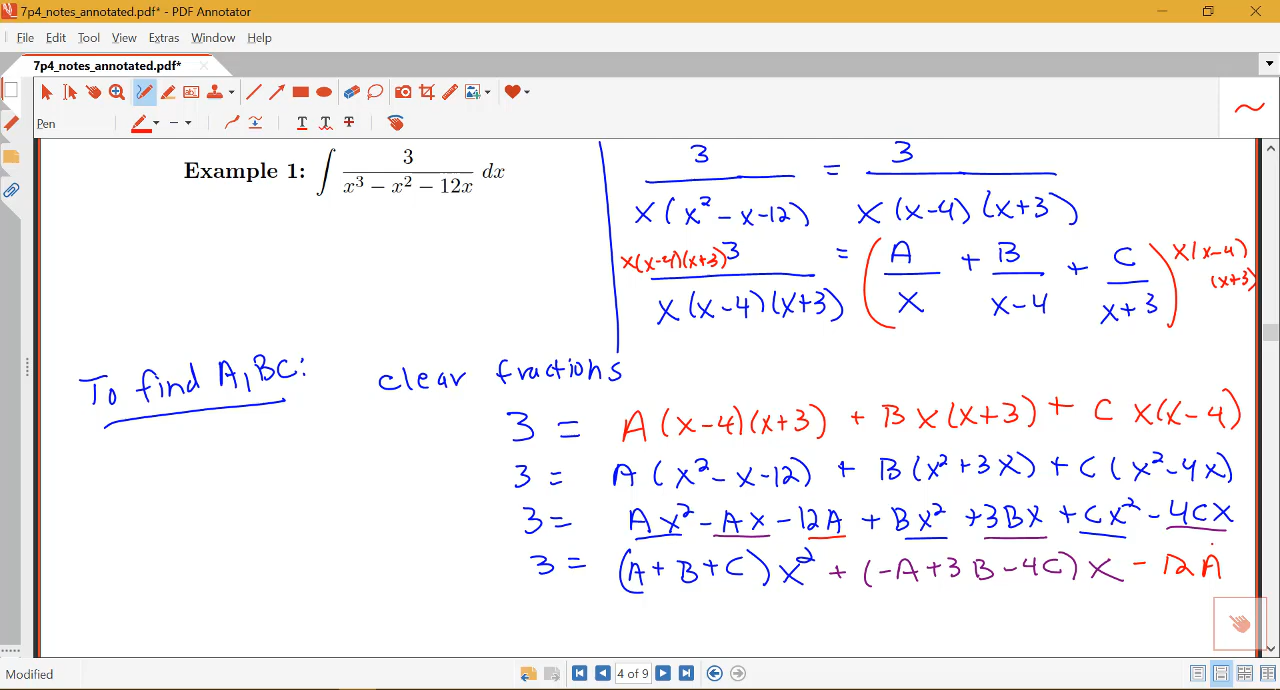 7p4_notes_annotated.pdf* - PDF Annotator
File Edit Tool View Extras Window Help
7p4_notes_annotated.pdf*
Pen
Example 1: ∫ 3/(x³ − x² − 12x) dx
3/(x(x² − x − 12)) = 3/(x(x−4)(x+3))
x(x−4)(x+3) 3/(x(x−4)(x+3)) = (A/x + B/(x−4) + C/(x+3)) x(x−4)(x+3)
To find A,BC: clear fractions
3 = A(x−4)(x+3) + Bx(x+3) + Cx(x−4)
3 = A(x² − x − 12) + B(x² + 3x) + C(x² − 4x)
3 = Ax² − Ax − 12A + Bx² + 3Bx + Cx² − 4Cx
3 = (A + B + C)x² + (−A + 3B − 4C)x − 12A
Modified
4 of 9